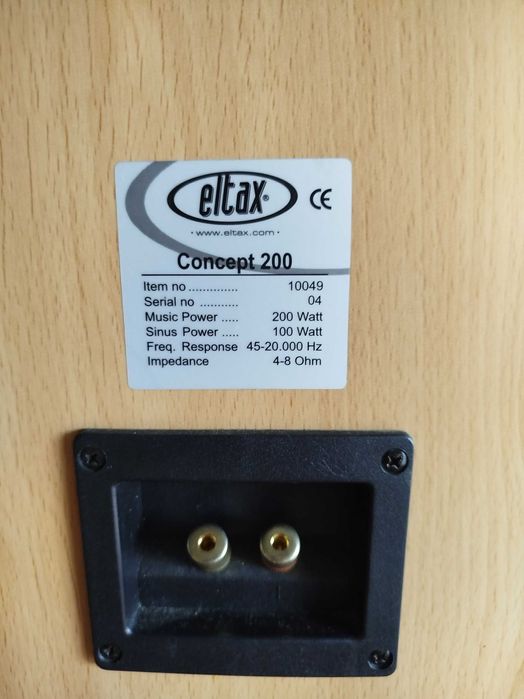 eltax®
CE
• www.eltax.com •
Concept 200
Item no .............. 10049
Serial no ........... 04
Music Power ..... 200 Watt
Sinus Power ..... 100 Watt
Freq. Response 45-20.000 Hz
Impedance 4-8 Ohm